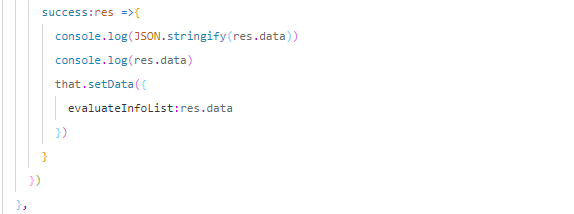 success:res =>{
console.log(JSON.stringify(res.data))
console.log(res.data)
that.setData({
evaluateInfoList:res.data
})
}
})
},